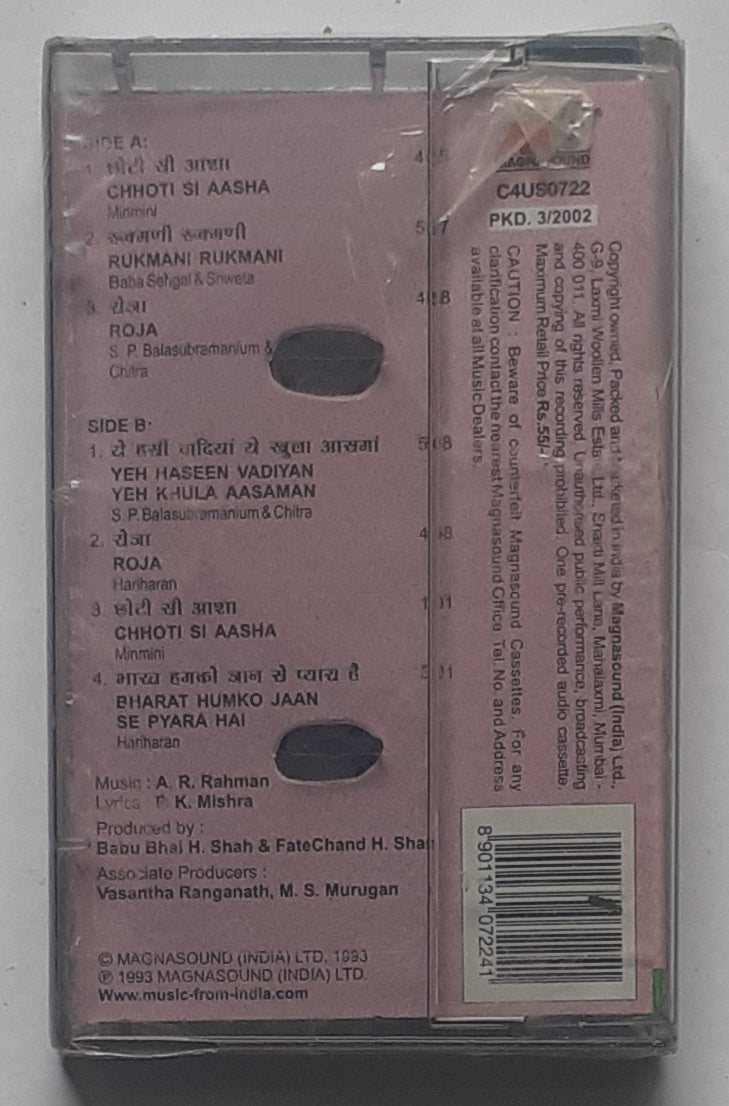 SIDE A:
1. छोटी सी आशा
CHHOTI SI AASHA
Minmini
2. रुक्मणी रुक्मणी
RUKMANI RUKMANI
Baba Sehgal & Shweta
3. रोजा
ROJA
S. P. Balasubramanium &
Chitra
SIDE B:
1. ये हसीं वादियां ये खुला आसमां
YEH HASEEN VADIYAN
YEH KHULA AASAMAN
S. P. Balasubramanium & Chitra
2. रोजा
ROJA
Hariharan
3. छोटी सी आशा
CHHOTI SI AASHA
Minmini
4. भारत हमको जान से प्यारा है
BHARAT HUMKO JAAN
SE PYARA HAI
Hariharan
Music : A. R. Rahman
Lyrics : P. K. Mishra
Produced by :
Babu Bhai H. Shah & FateChand H. Shah
Associate Producers :
Vasantha Ranganath, M. S. Murugan
© MAGNASOUND (INDIA) LTD. 1993
℗ 1993 MAGNASOUND (INDIA) LTD.
Www.music-from-india.com
MAGNASOUND
C4US0722
PKD. 3/2002
Copyright owned, Packed and Marketed in India by Magnasound (India) Ltd.,
G-9, Laxmi Woollen Mills Estate Ltd., Shakti Mill Lane, Mahalaxmi, Mumbai -
400 011. All rights reserved. Unauthorised public performance, broadcasting
and copying of this recording prohibited. One pre-recorded audio cassette.
Maximum Retail Price Rs.55/-
CAUTION : Beware of counterfeit Magnasound Cassettes. For any
clarification contact the nearest Magnasound Office Tel. No. and Address
available at all Music Dealers.
8 901134 072241